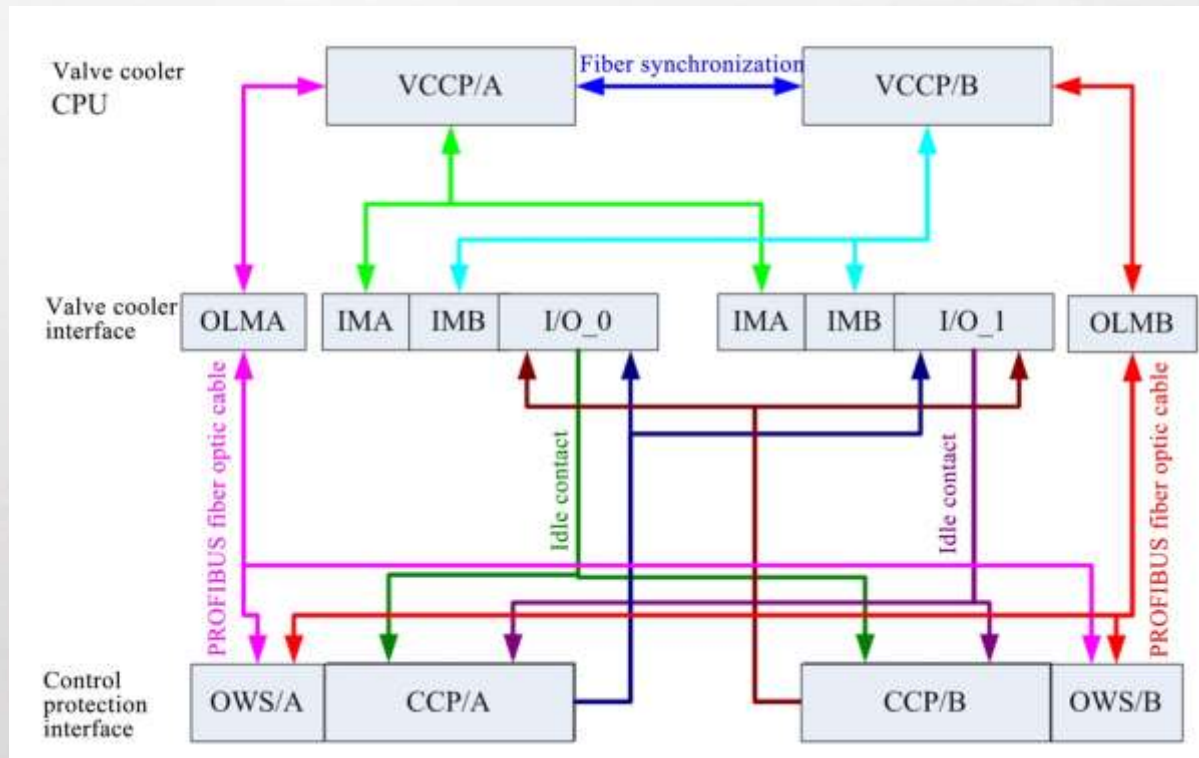 Valve cooler
CPU
VCCP/A
Fiber synchronization
VCCP/B
Valve cooler
interface
OLMA
IMA
IMB
I/O_0
IMA
IMB
I/O_1
OLMB
PROFIBUS fiber optic cable
Idle contact
Idle contact
PROFIBUS fiber optic cable
Control
protection
interface
OWS/A
CCP/A
CCP/B
OWS/B